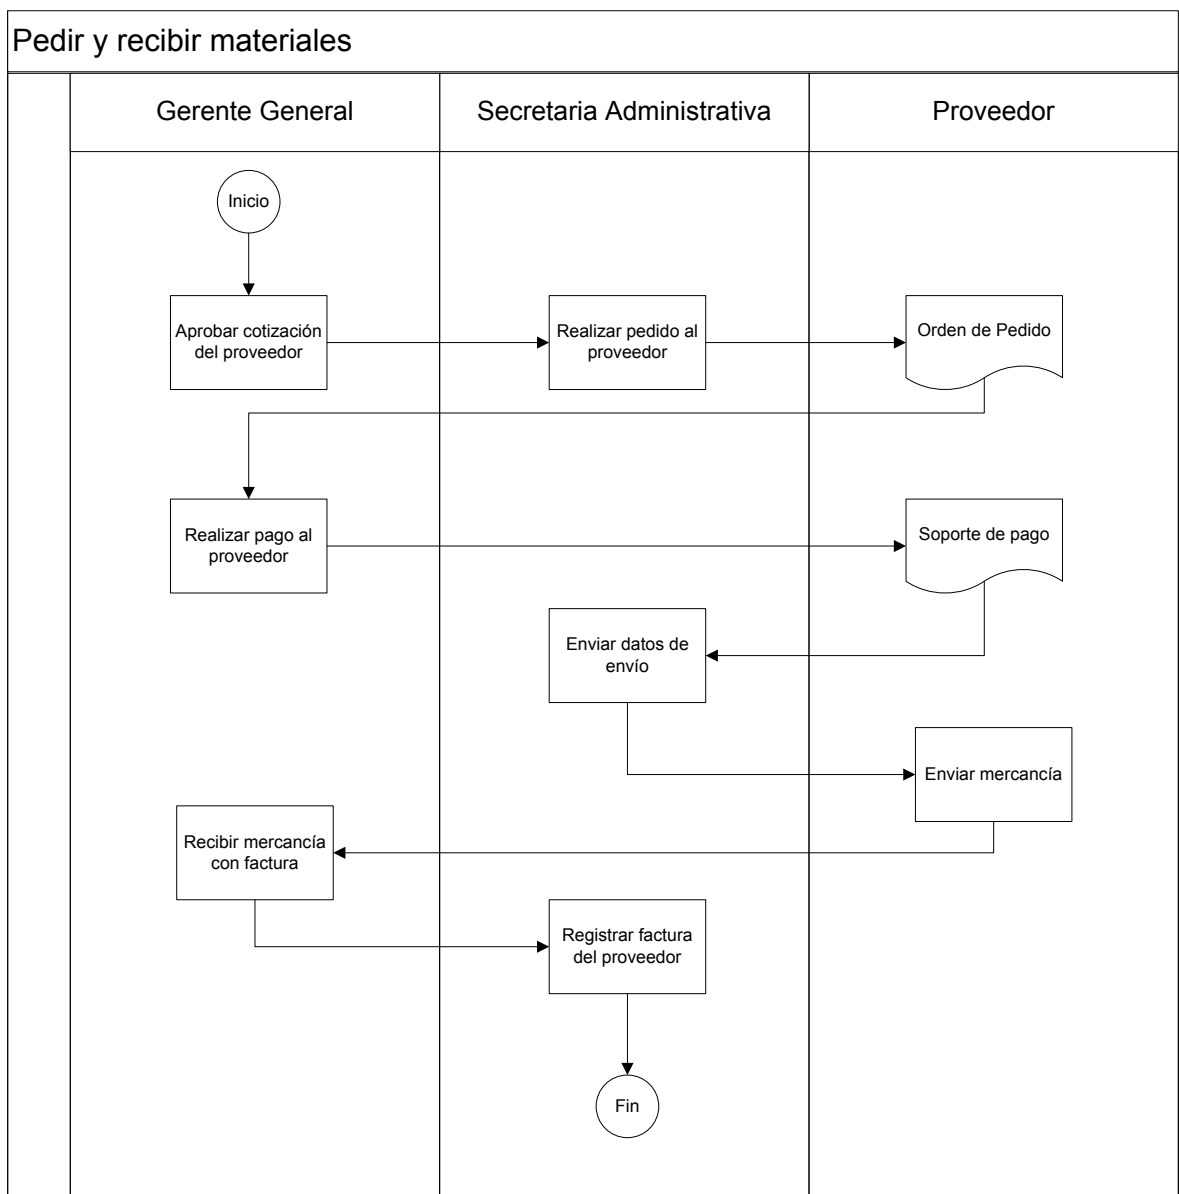 Pedir y recibir materiales
Gerente General
Secretaria Administrativa
Proveedor
Inicio
Aprobar cotización
del proveedor
Realizar pedido al
proveedor
Orden de Pedido
Realizar pago al
proveedor
Soporte de pago
Enviar datos de
envío
Enviar mercancía
Recibir mercancía
con factura
Registrar factura
del proveedor
Fin